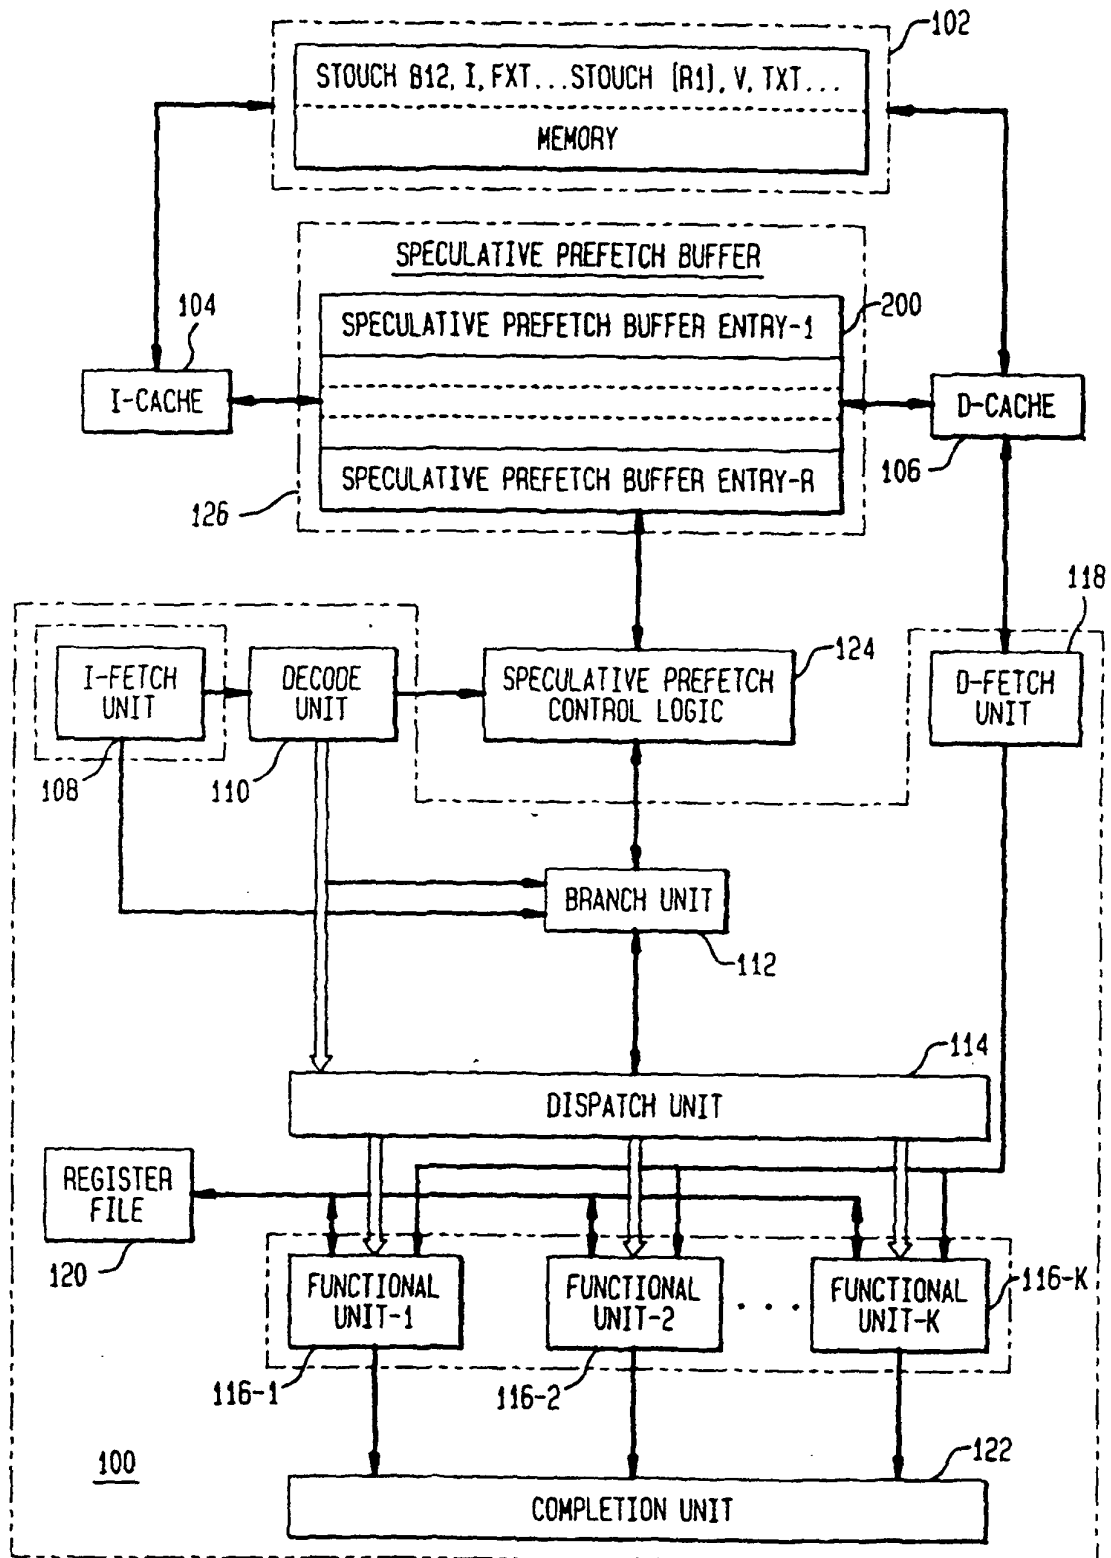 102
STOUCH B12, I, FXT...STOUCH (R1), V, TXT...
MEMORY
SPECULATIVE PREFETCH BUFFER
104
200
SPECULATIVE PREFETCH BUFFER ENTRY-1
I-CACHE
D-CACHE
106
SPECULATIVE PREFETCH BUFFER ENTRY-R
126
118
124
I-FETCH
UNIT
DECODE
UNIT
SPECULATIVE PREFETCH
CONTROL LOGIC
D-FETCH
UNIT
108
110
BRANCH UNIT
112
114
DISPATCH UNIT
REGISTER
FILE
120
FUNCTIONAL
UNIT-1
FUNCTIONAL
UNIT-2
...
FUNCTIONAL
UNIT-K
116-K
116-1
116-2
100
122
COMPLETION UNIT